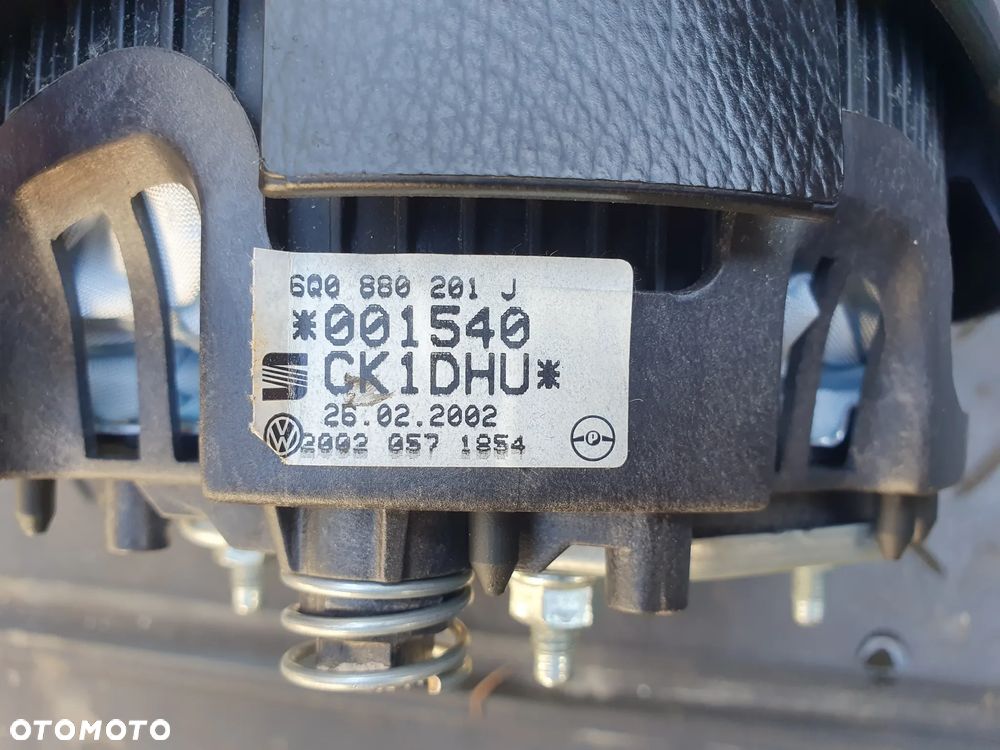 6Q0 880 201 J
*001540
CK1DHU*
26.02.2002
2002 057 1854
P
OTOMOTO